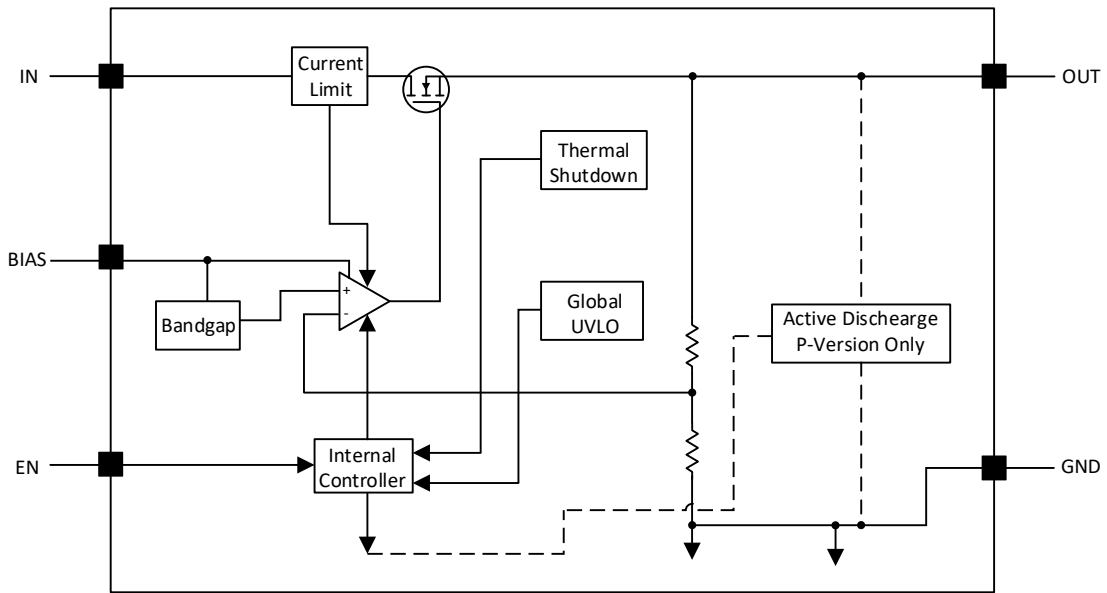 IN
Current
Limit
OUT
Thermal
Shutdown
BIAS
+
-
Bandgap
Global
UVLO
Active Dischearge
P-Version Only
EN
Internal
Controller
GND